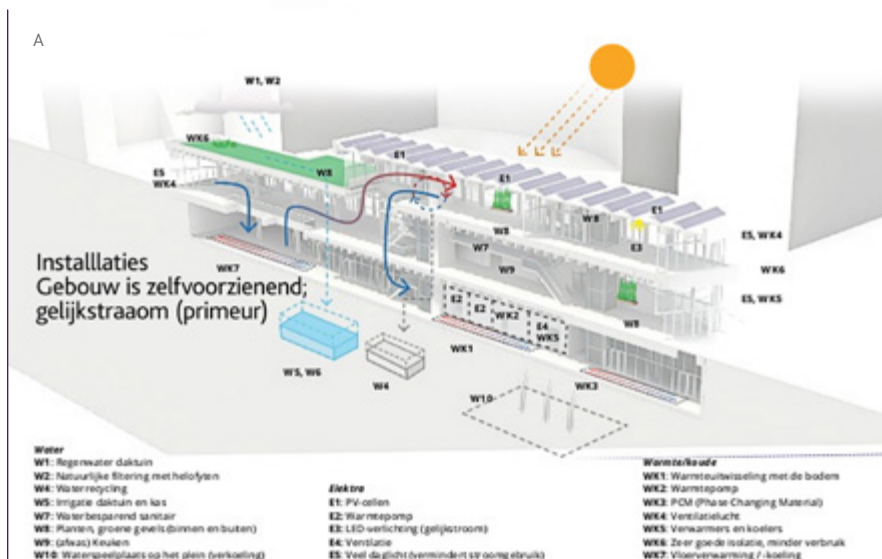 A
W1, W2
WK6
E1
W8
E5
WK4
E1
W8
E1
W8
E3
E5, WK4
W7
WK6
W9
E5, WK5
Installlaties
Gebouw is zelfvoorzienend;
gelijkstraaom (primeur)
WK7
E2
E2
WK2
E4
WK5
W8
WK1
W5, W6
W4
WK3
W10
Water
W1: Regenwater daktuin
W2: Natuurlijke filtering met helofyten
W4: Waterrecycling
W5: Irrigatie daktuin en kas
W7: Waterbesparend sanitair
W8: Planten, groene gevels (binnen en buiten)
W9: (afwas) Keuken
W10: Waterspeelplaats op het plein (verkoeling)
Elektra
E1: PV-cellen
E2: Warmtepomp
E3: LED-verlichting (gelijkstroom)
E4: Ventilatie
E5: Veel daglicht (vermindert stroomgebruik)
Warmte/koude
WK1: Warmteuitwisseling met de bodem
WK2: Warmtepomp
WK3: PCM (Phase Changing Material)
WK4: Ventilatielucht
WK5: Verwarmers en koelers
WK6: Zeer goede isolatie, minder verbruik
WK7: Vloerverwarming / -koeling